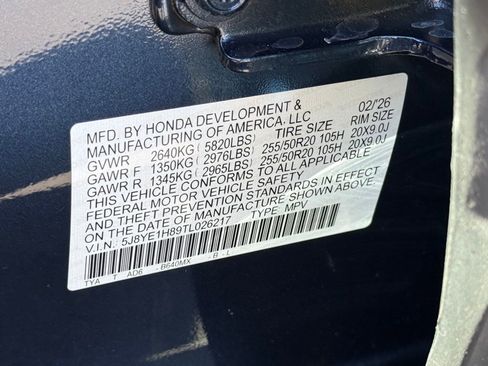 MFD. BY HONDA DEVELOPMENT & 02/'26
MANUFACTURING OF AMERICA, LLC
TIRE SIZE RIM SIZE
GVWR 2640KG ( 5820LBS)
GAWR F 1350KG ( 2976LBS) 255/50R20 105H 20X9.0J
GAWR R 1345KG ( 2965LBS) 255/50R20 105H 20X9.0J
THIS VEHICLE CONFORMS TO ALL APPLICABLE
FEDERAL MOTOR VEHICLE SAFETY
AND THEFT PREVENTION STANDARDS IN EFFECT
ON THE DATE OF MANUFACTURE SHOWN ABOVE.
V.I.N.: 5J8YE1H89TL026217 TYPE: MPV
TYA T AD6 - B640MX - B - L